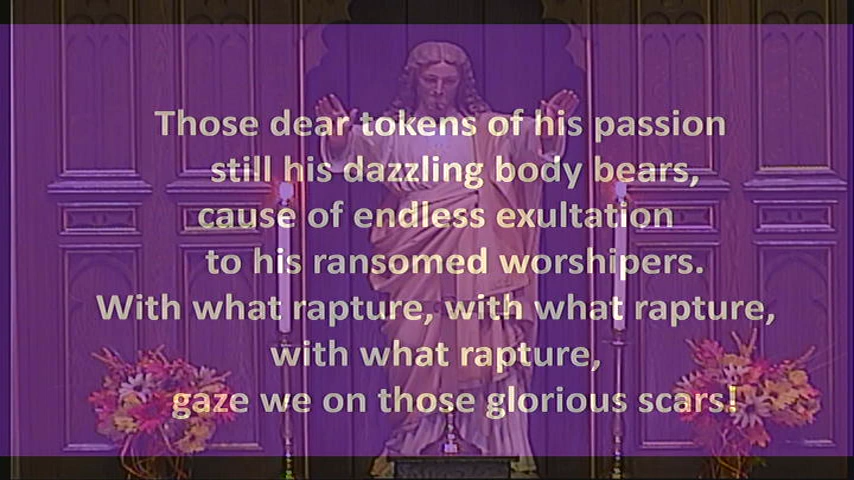 Those dear tokens of his passion
still his dazzling body bears,
cause of endless exultation
to his ransomed worshipers.
With what rapture, with what rapture,
with what rapture,
gaze we on those glorious scars!